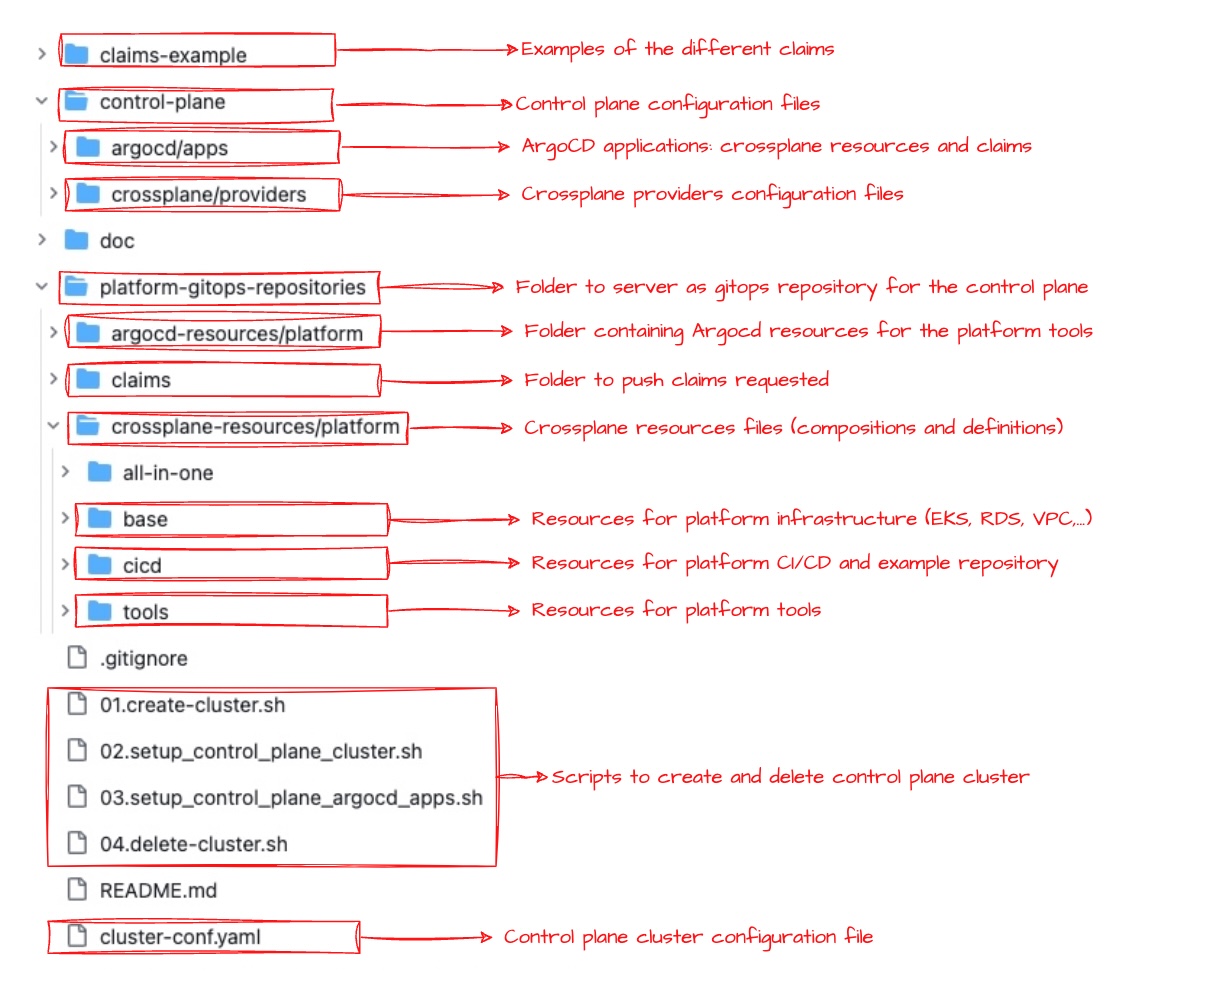 claims-example Examples of the different claims
control-plane Control plane configuration files
argocd/apps ArgoCD applications: crossplane resources and claims
crossplane/providers Crossplane providers configuration files
doc
platform-gitops-repositories Folder to server as gitops repository for the control plane
argocd-resources/platform Folder containing Argocd resources for the platform tools
claims Folder to push claims requested
crossplane-resources/platform Crossplane resources files (compositions and definitions)
all-in-one
base Resources for platform infrastructure (EKS, RDS, VPC,...)
cicd Resources for platform CI/CD and example repository
tools Resources for platform tools
.gitignore
01.create-cluster.sh
02.setup_control_plane_cluster.sh
Scripts to create and delete control plane cluster
03.setup_control_plane_argocd_apps.sh
04.delete-cluster.sh
README.md
cluster-conf.yaml Control plane cluster configuration file